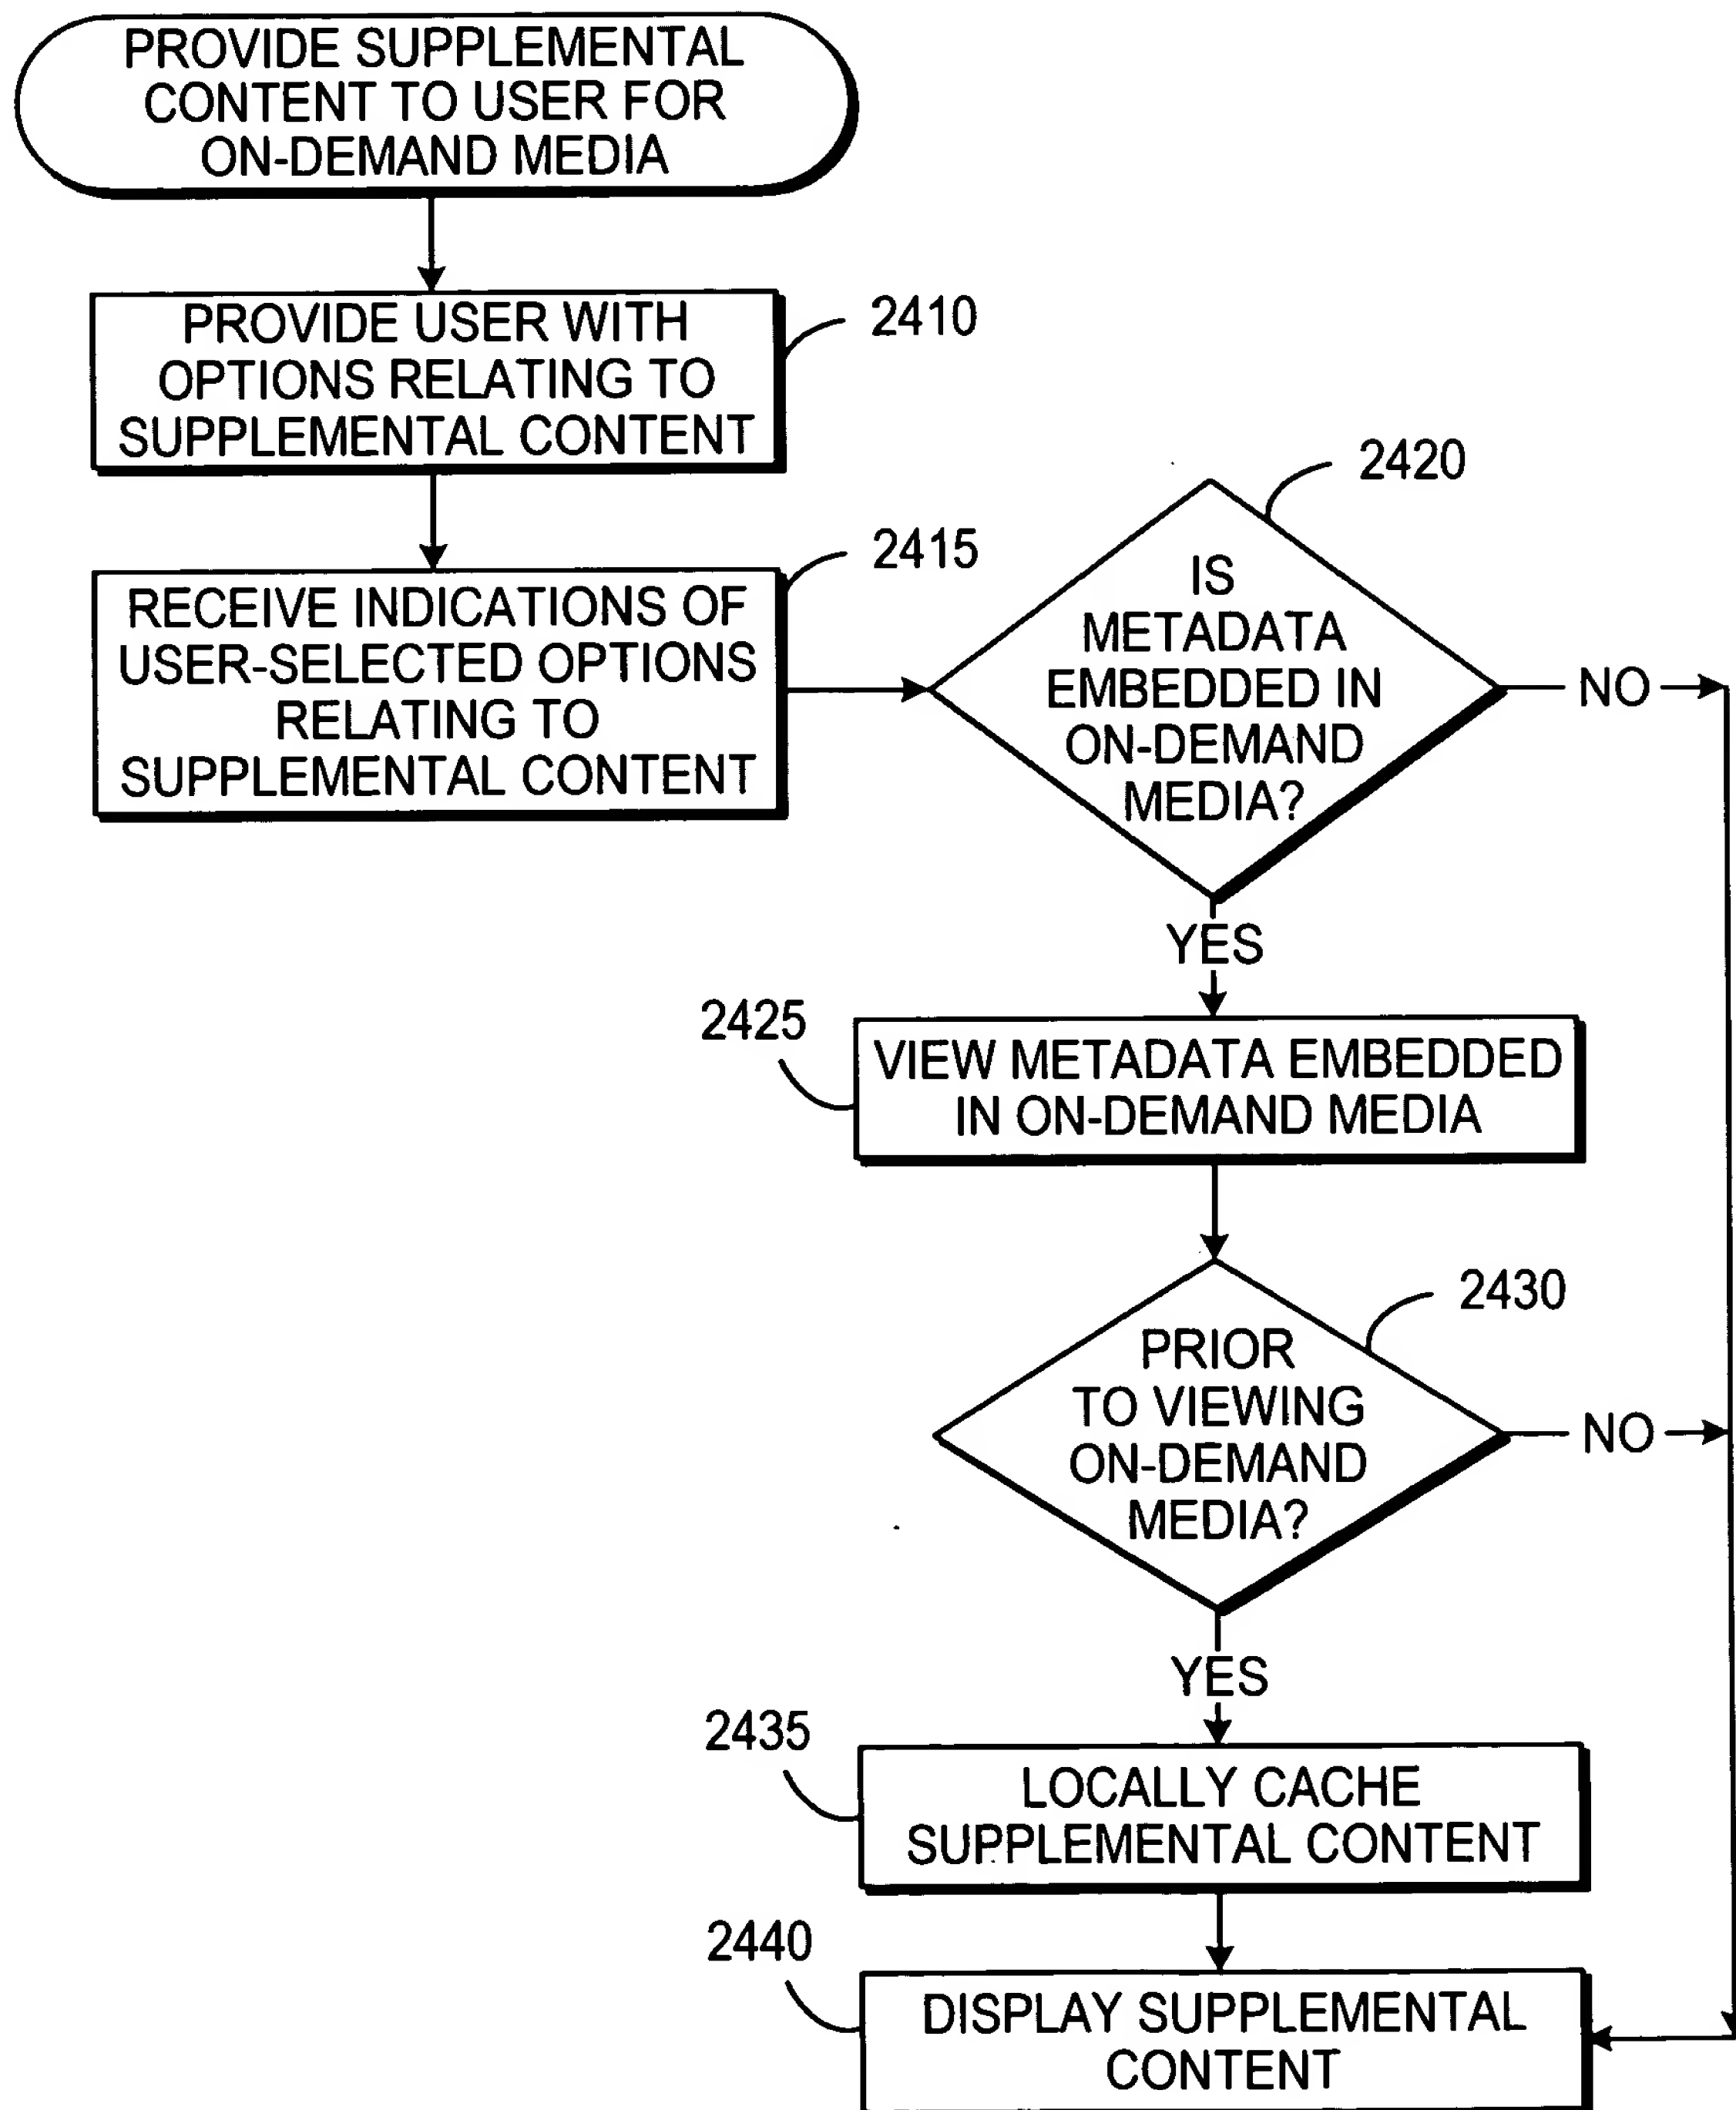 PROVIDE SUPPLEMENTAL
CONTENT TO USER FOR
ON-DEMAND MEDIA
PROVIDE USER WITH
OPTIONS RELATING TO
SUPPLEMENTAL CONTENT
2410
RECEIVE INDICATIONS OF
USER-SELECTED OPTIONS
RELATING TO
SUPPLEMENTAL CONTENT
2415
2420
IS
METADATA
EMBEDDED IN
ON-DEMAND
MEDIA?
NO
YES
2425
VIEW METADATA EMBEDDED
IN ON-DEMAND MEDIA
2430
PRIOR
TO VIEWING
ON-DEMAND
MEDIA?
NO
YES
2435
LOCALLY CACHE
SUPPLEMENTAL CONTENT
2440
DISPLAY SUPPLEMENTAL
CONTENT